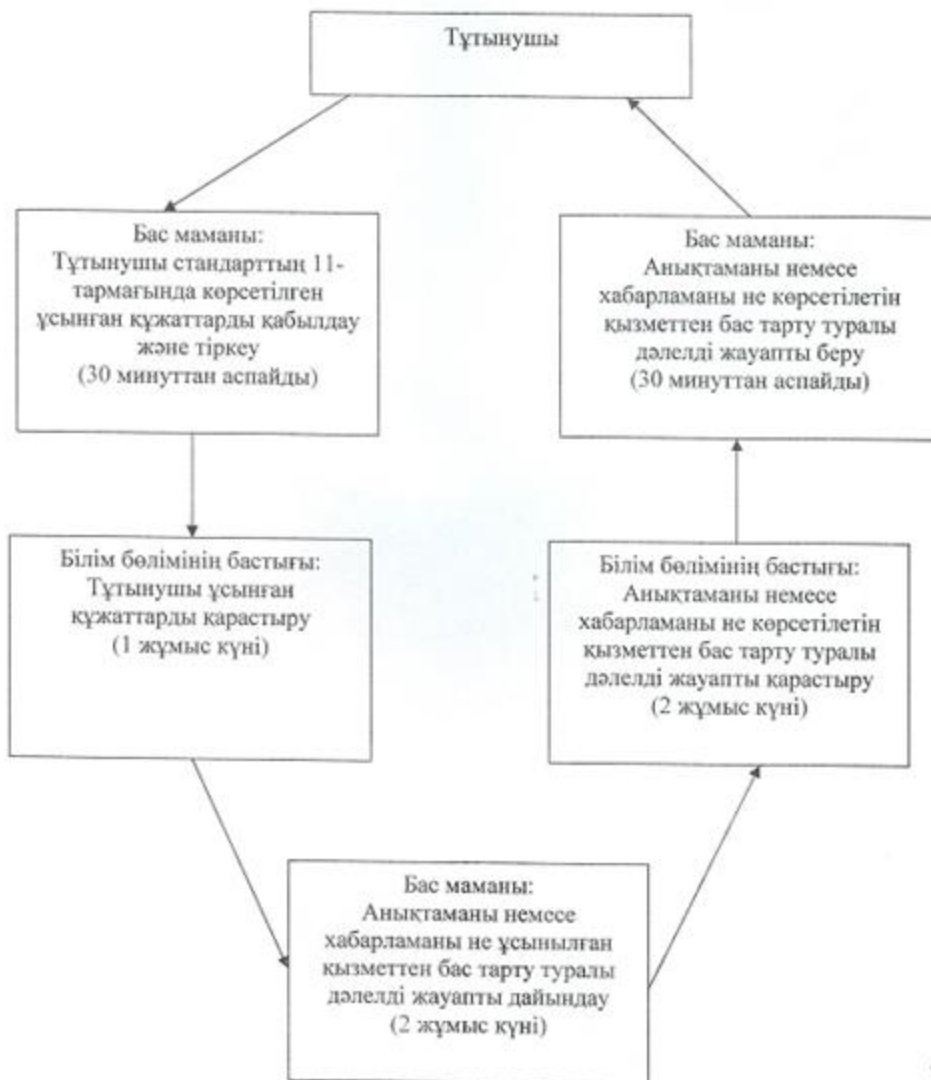 Тұтынушы
Бас маманы:
Тұтынушы стандарттың 11-
тармағында көрсетілген
ұсынған құжаттарды қабылдау
және тіркеу
(30 минуттан аспайды)
Білім бөлімінің бастығы:
Тұтынушы ұсынған
құжаттарды қарастыру
(1 жұмыс күні)
Бас маманы:
Анықтаманы немесе
хабарламаны не ұсынылған
қызметтен бас тарту туралы
дәлелді жауапты дайындау
(2 жұмыс күні)
Білім бөлімінің бастығы:
Анықтаманы немесе
хабарламаны не көрсетілетін
қызметтен бас тарту туралы
дәлелді жауапты қарастыру
(2 жұмыс күні)
Бас маманы:
Анықтаманы немесе
хабарламаны не көрсетілетін
қызметтен бас тарту туралы
дәлелді жауапты беру
(30 минуттан аспайды)